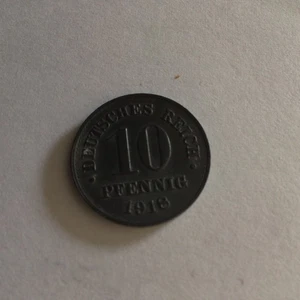 · DEUTSCHES REICH ·
10
PFENNIG
1918